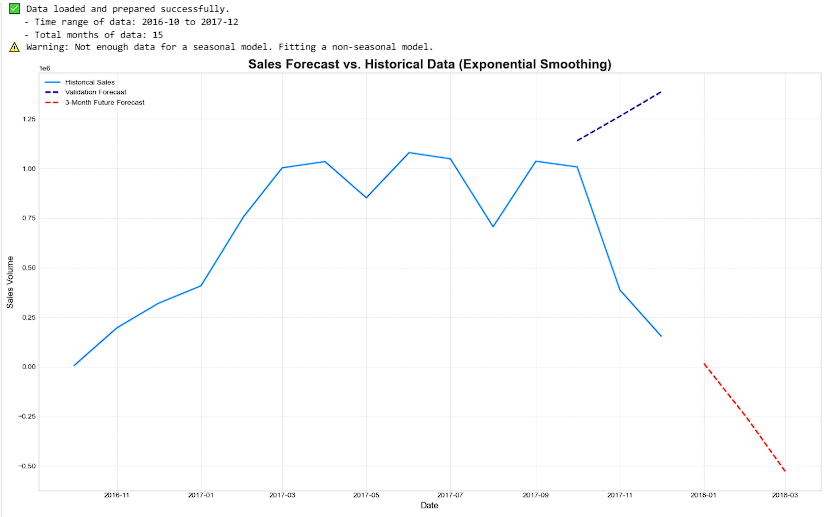 ✅ Data loaded and prepared successfully.
- Time range of data: 2016-10 to 2017-12
- Total months of data: 15
⚠ Warning: Not enough data for a seasonal model. Fitting a non-seasonal model.
Sales Forecast vs. Historical Data (Exponential Smoothing)
1e6
Historical Sales
Validation Forecast
3-Month Future Forecast
1.25
1.00
0.75
0.50
0.25
0.00
−0.25
−0.50
Sales Volume
2016-11 2017-01 2017-03 2017-05 2017-07 2017-09 2017-11 2018-01 2018-03
Date